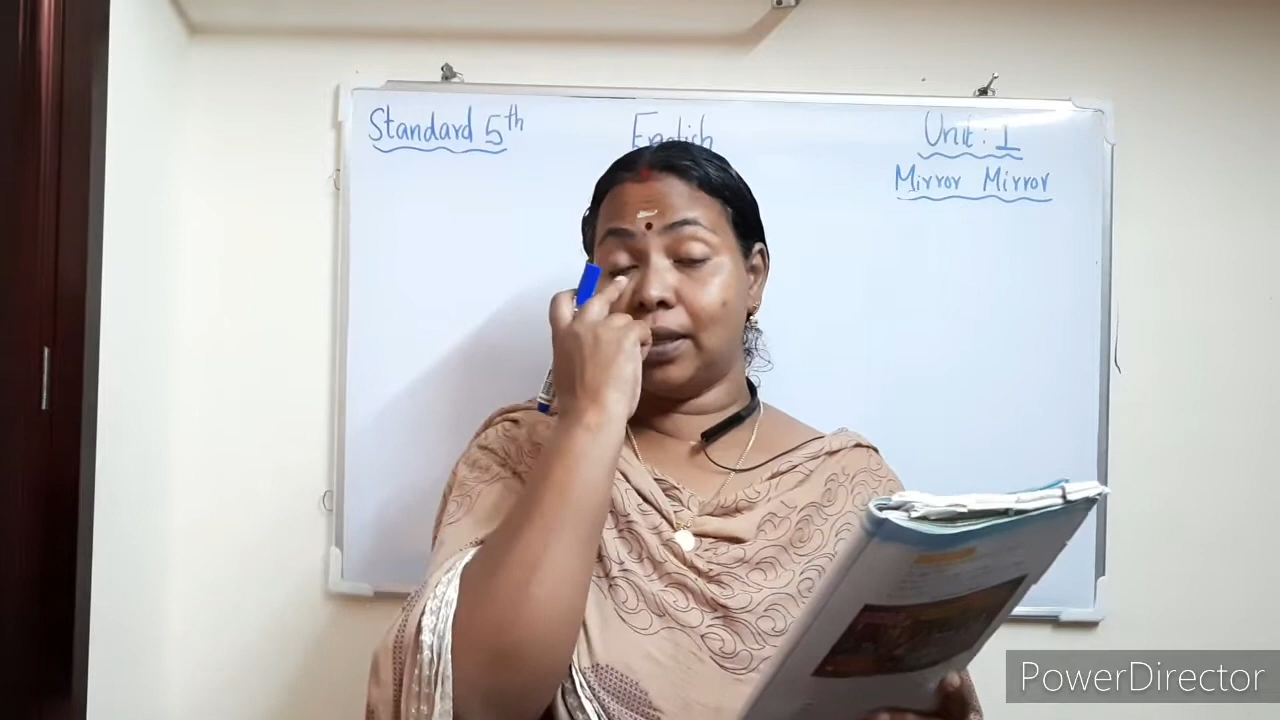 Standard 5th
English
Unit : 1
Mirror Mirror
PowerDirector